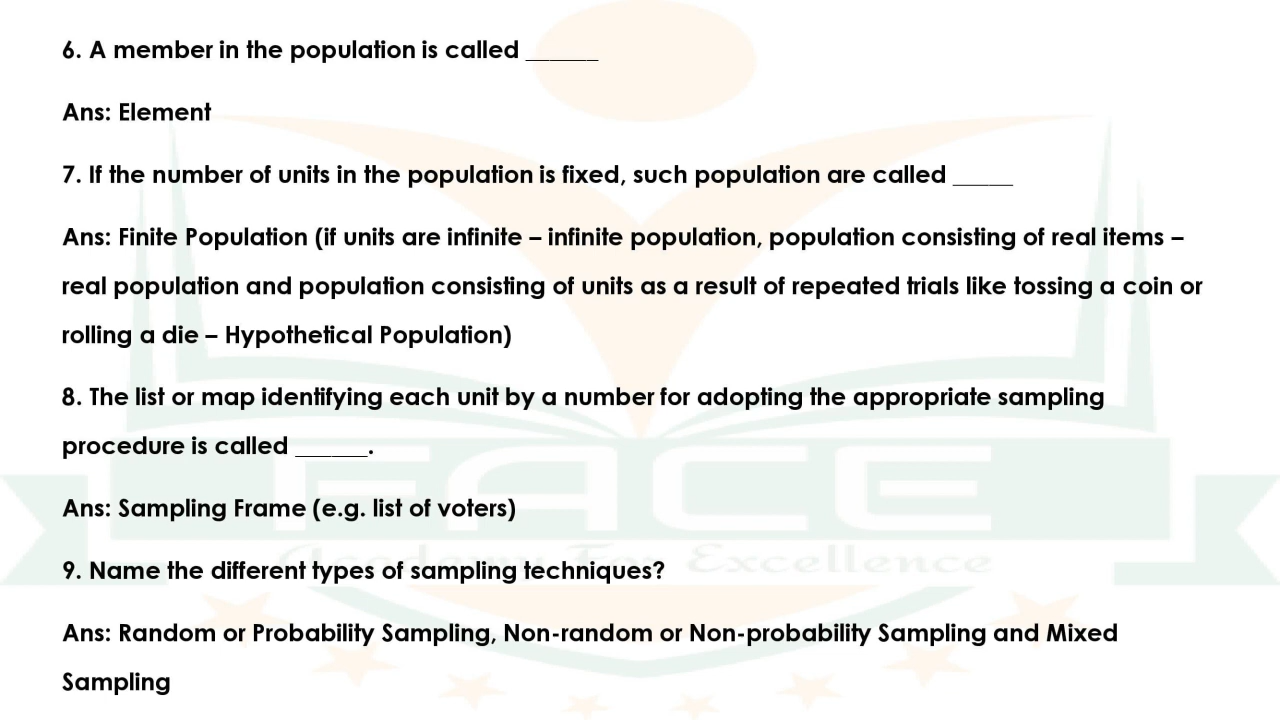 6. A member in the population is called ______
Ans: Element
7. If the number of units in the population is fixed, such population are called _____
Ans: Finite Population (if units are infinite – infinite population, population consisting of real items –
real population and population consisting of units as a result of repeated trials like tossing a coin or
rolling a die – Hypothetical Population)
8. The list or map identifying each unit by a number for adopting the appropriate sampling
procedure is called ______.
Ans: Sampling Frame (e.g. list of voters)
FACE
Academy For Excellence
9. Name the different types of sampling techniques?
Ans: Random or Probability Sampling, Non-random or Non-probability Sampling and Mixed
Sampling